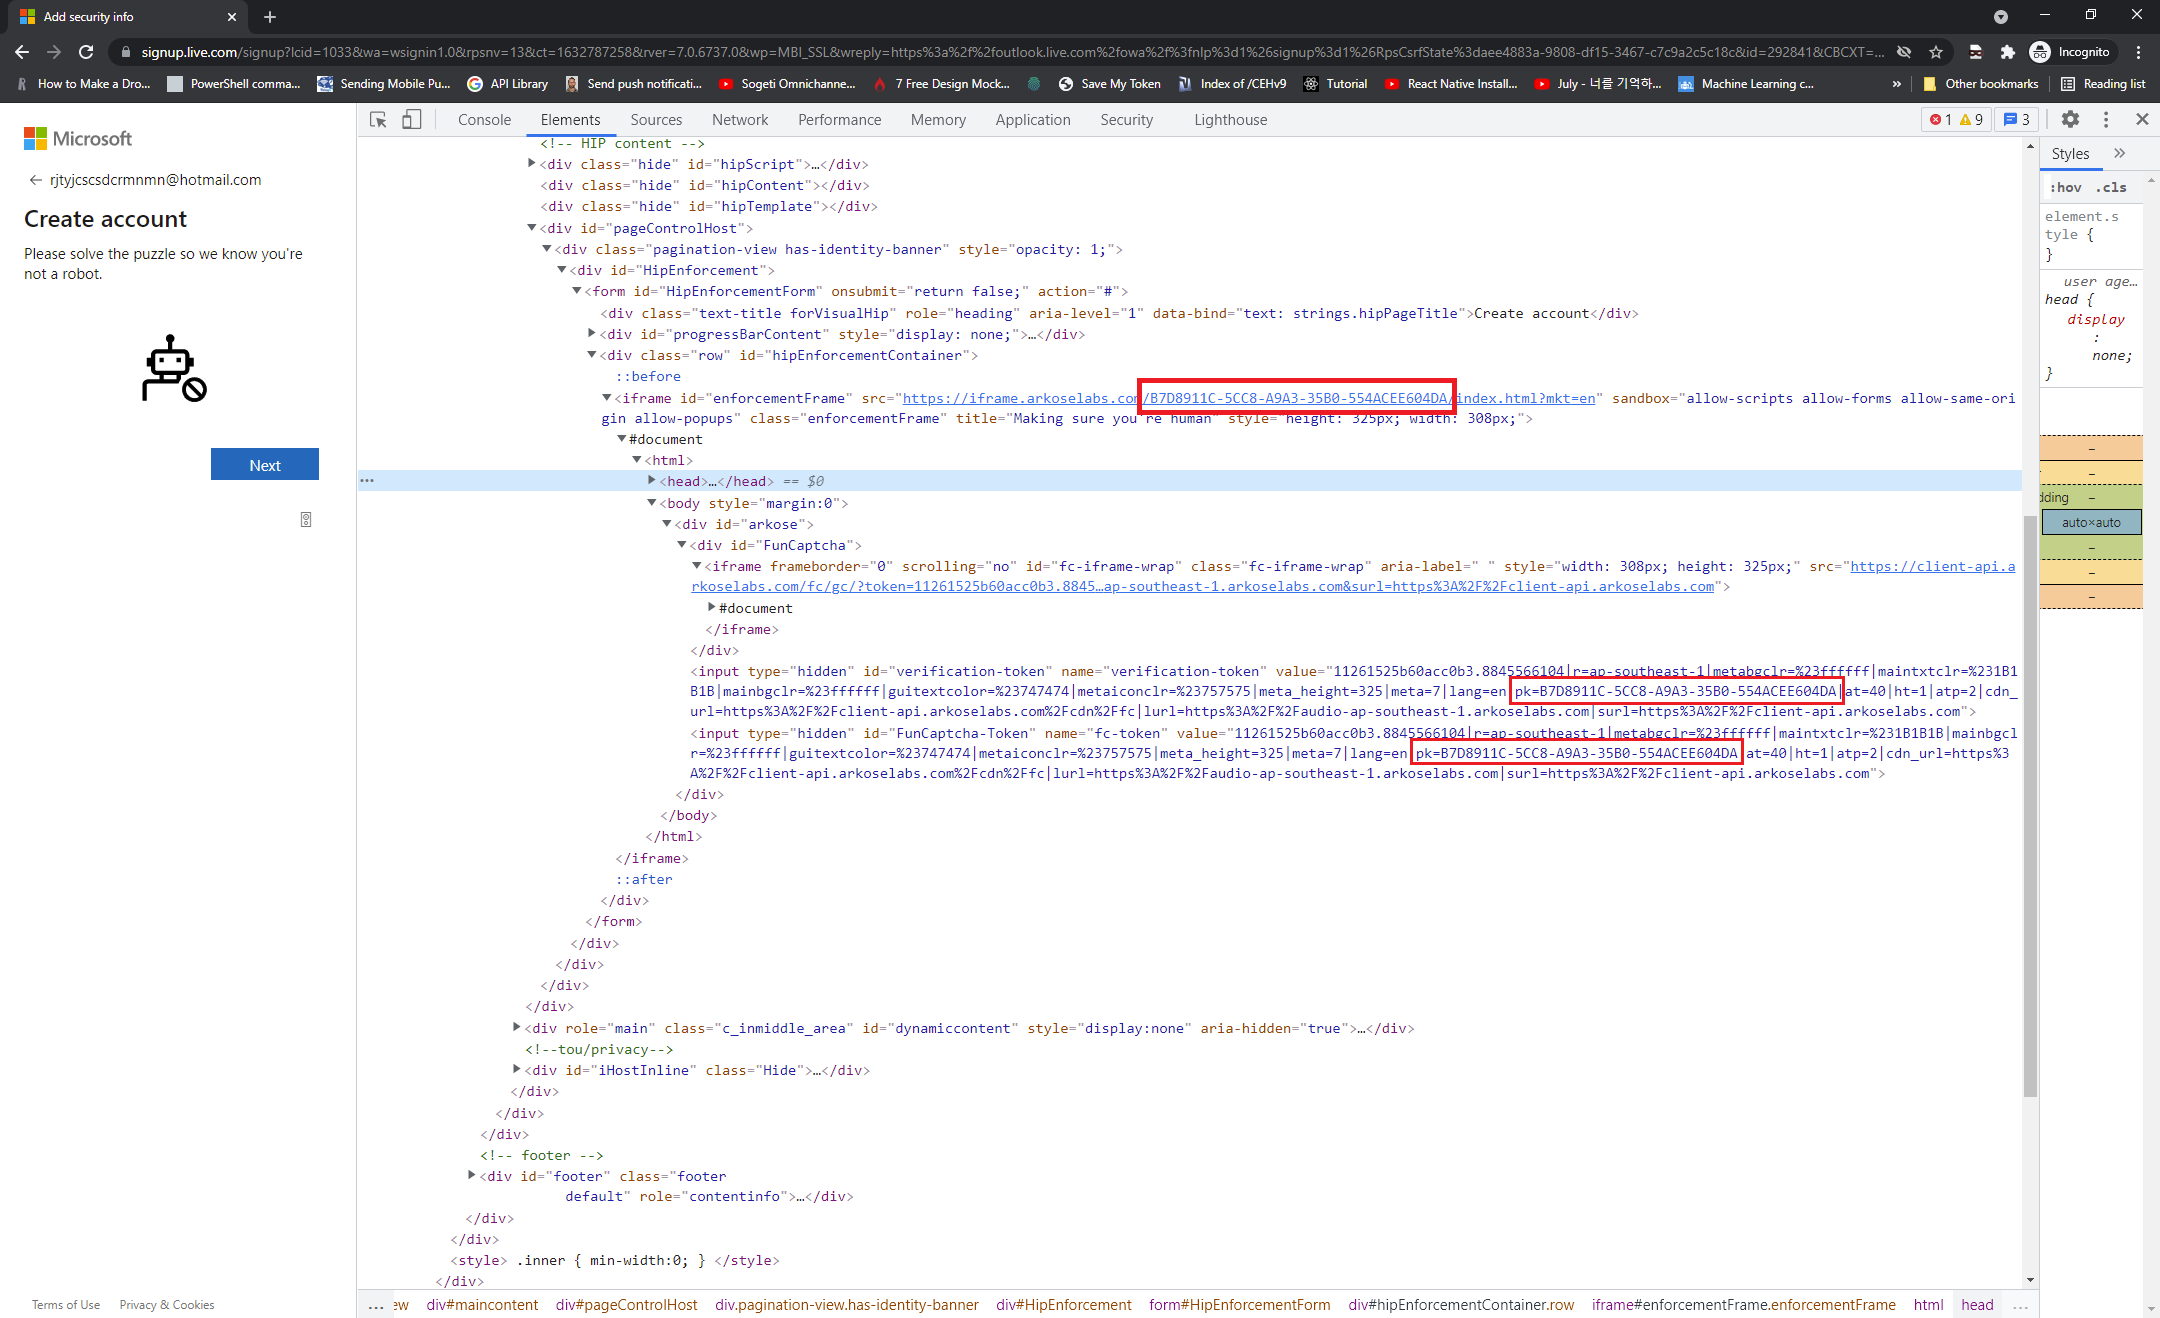 Add security info
signup.live.com/signup?lcid=1033&wa=wsignin1.0&rpsnv=13&ct=1632787258&rver=7.0.6737.0&wp=MBI_SSL&wreply=https%3a%2f%2foutlook.live.com%2fowa%2f%3fnlp%3d1%26signup%3d1%26RpsCsrfState%3daee4883a-9808-df15-3467-c7c9a2c5c18c&id=292841&CBCXT=...
Incognito
How to Make a Dro... PowerShell comma... Sending Mobile Pu... API Library Send push notificati... Sogeti Omnichanne... 7 Free Design Mock... Save My Token Index of /CEHv9 Tutorial React Native Install... July - 너를 기억하... Machine Learning c... » Other bookmarks Reading list
Microsoft
← rjtyjcscsdcrmnmn@hotmail.com
Create account
Please solve the puzzle so we know you're
not a robot.
Next
Terms of Use Privacy & Cookies
Console Elements Sources Network Performance Memory Application Security Lighthouse 1 9 3
<!-- HIP content -->
<div class="hide" id="hipScript">…</div>
<div class="hide" id="hipContent"></div>
<div class="hide" id="hipTemplate"></div>
<div id="pageControlHost">
<div class="pagination-view has-identity-banner" style="opacity: 1;">
<div id="HipEnforcement">
<form id="HipEnforcementForm" onsubmit="return false;" action="#">
<div class="text-title forVisualHip" role="heading" aria-level="1" data-bind="text: strings.hipPageTitle">Create account</div>
<div id="progressBarContent" style="display: none;">…</div>
<div class="row" id="hipEnforcementContainer">
::before
<iframe id="enforcementFrame" src="https://iframe.arkoselabs.com/B7D8911C-5CC8-A9A3-35B0-554ACEE604DA/index.html?mkt=en" sandbox="allow-scripts allow-forms allow-same-ori
gin allow-popups" class="enforcementFrame" title="Making sure you're human" style="height: 325px; width: 308px;">
#document
<html>
<head>…</head> == $0
<body style="margin:0">
<div id="arkose">
<div id="FunCaptcha">
<iframe frameborder="0" scrolling="no" id="fc-iframe-wrap" class="fc-iframe-wrap" aria-label=" " style="width: 308px; height: 325px;" src="https://client-api.a
rkoselabs.com/fc/gc/?token=11261525b60acc0b3.8845…ap-southeast-1.arkoselabs.com&surl=https%3A%2F%2Fclient-api.arkoselabs.com">
#document
</iframe>
</div>
<input type="hidden" id="verification-token" name="verification-token" value="11261525b60acc0b3.8845566104|r=ap-southeast-1|metabgclr=%23ffffff|maintxtclr=%231B1
B1B|mainbgclr=%23ffffff|guitextcolor=%23747474|metaiconclr=%23757575|meta_height=325|meta=7|lang=en pk=B7D8911C-5CC8-A9A3-35B0-554ACEE604DA|at=40|ht=1|atp=2|cdn_
url=https%3A%2F%2Fclient-api.arkoselabs.com%2Fcdn%2Ffc|lurl=https%3A%2F%2Faudio-ap-southeast-1.arkoselabs.com|surl=https%3A%2F%2Fclient-api.arkoselabs.com">
<input type="hidden" id="FunCaptcha-Token" name="fc-token" value="11261525b60acc0b3.8845566104|r=ap-southeast-1|metabgclr=%23ffffff|maintxtclr=%231B1B1B|mainbgcl
r=%23ffffff|guitextcolor=%23747474|metaiconclr=%23757575|meta_height=325|meta=7|lang=en pk=B7D8911C-5CC8-A9A3-35B0-554ACEE604DA at=40|ht=1|atp=2|cdn_url=https%3
A%2F%2Fclient-api.arkoselabs.com%2Fcdn%2Ffc|lurl=https%3A%2F%2Faudio-ap-southeast-1.arkoselabs.com|surl=https%3A%2F%2Fclient-api.arkoselabs.com">
</div>
</body>
</html>
</iframe>
::after
</div>
</form>
</div>
</div>
</div>
</div>
<div role="main" class="c_inmiddle_area" id="dynamiccontent" style="display:none" aria-hidden="true">…</div>
<!--tou/privacy-->
<div id="iHostInline" class="Hide">…</div>
</div>
</div>
</div>
<!-- footer -->
<div id="footer" class="footer
default" role="contentinfo">…</div>
</div>
</div>
<style> .inner { min-width:0; } </style>
</div>
... ew div#maincontent div#pageControlHost div.pagination-view.has-identity-banner div#HipEnforcement form#HipEnforcementForm div#hipEnforcementContainer.row iframe#enforcementFrame.enforcementFrame html head ...
Styles »
:hov .cls
element.s
tyle {
}
user age…
head {
display
:
none;
}
–
–
dding –
auto×auto
–
–
–